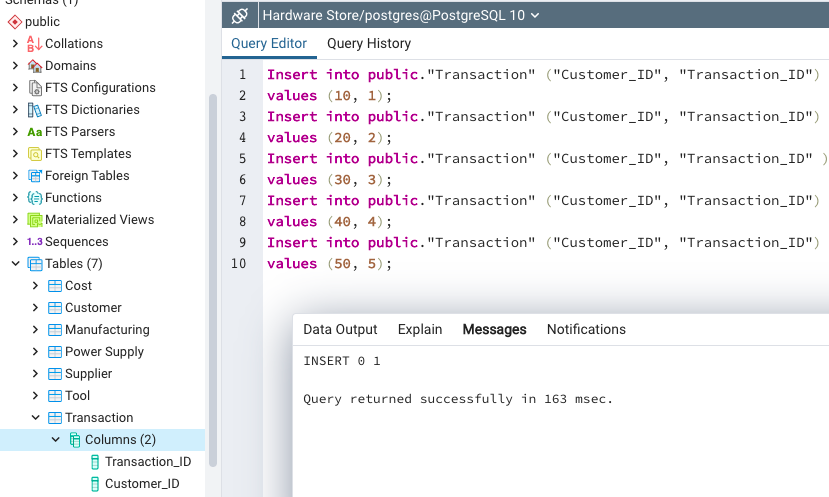 Schemas (1)
public
Collations
Domains
FTS Configurations
FTS Dictionaries
Aa FTS Parsers
FTS Templates
Foreign Tables
Functions
Materialized Views
1..3 Sequences
Tables (7)
Cost
Customer
Manufacturing
Power Supply
Supplier
Tool
Transaction
Columns (2)
Transaction_ID
Customer_ID
Hardware Store/postgres@PostgreSQL 10
Query Editor Query History
1 Insert into public."Transaction" ("Customer_ID", "Transaction_ID")
2 values (10, 1);
3 Insert into public."Transaction" ("Customer_ID", "Transaction_ID")
4 values (20, 2);
5 Insert into public."Transaction" ("Customer_ID", "Transaction_ID" )
6 values (30, 3);
7 Insert into public."Transaction" ("Customer_ID", "Transaction_ID")
8 values (40, 4);
9 Insert into public."Transaction" ("Customer_ID", "Transaction_ID")
10 values (50, 5);
Data Output Explain Messages Notifications
INSERT 0 1
Query returned successfully in 163 msec.